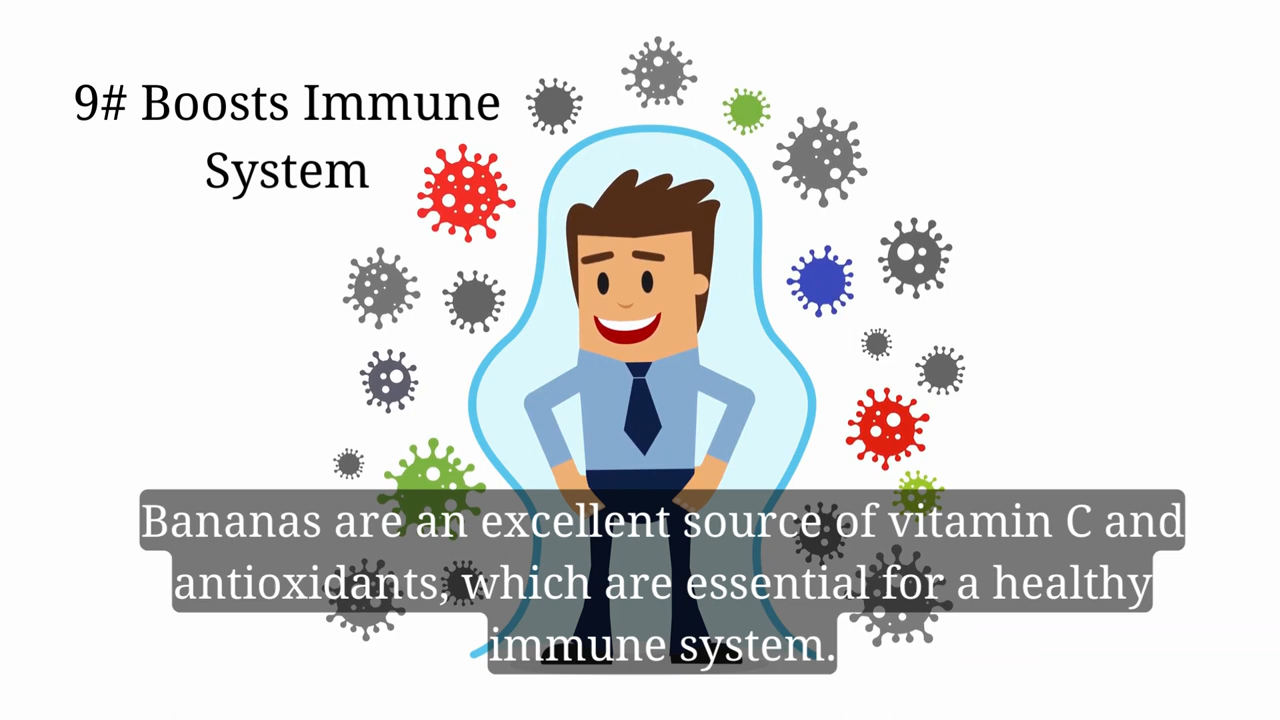 9# Boosts Immune
System
Bananas are an excellent source of vitamin C and
antioxidants, which are essential for a healthy
immune system.